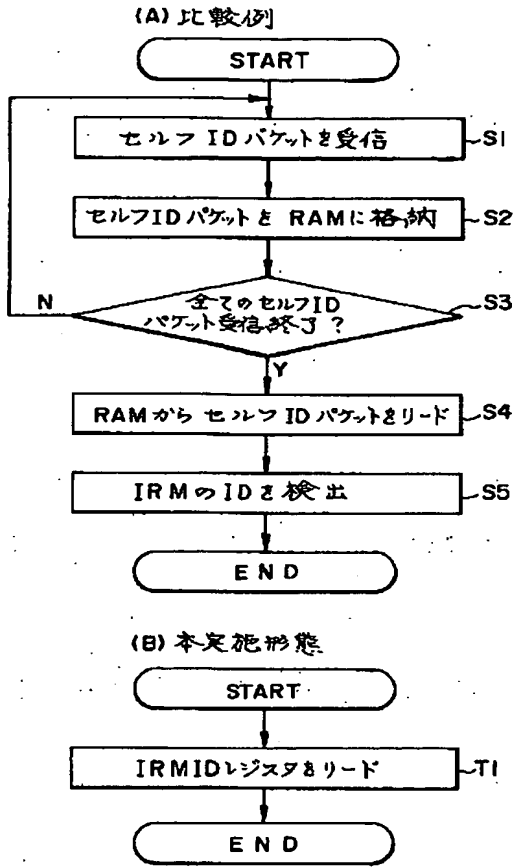 (A) 比較例
START
セルフ IDパケットを受信
S1
セルフIDパケットを RAMに格納
S2
全てのセルフID
パケット受信終了?
S3
N
Y
RAMから セルフIDパケットをリード
S4
IRMのIDを検出
S5
END
(B) 本実施形態
START
IRMIDレジスタをリード
T1
END